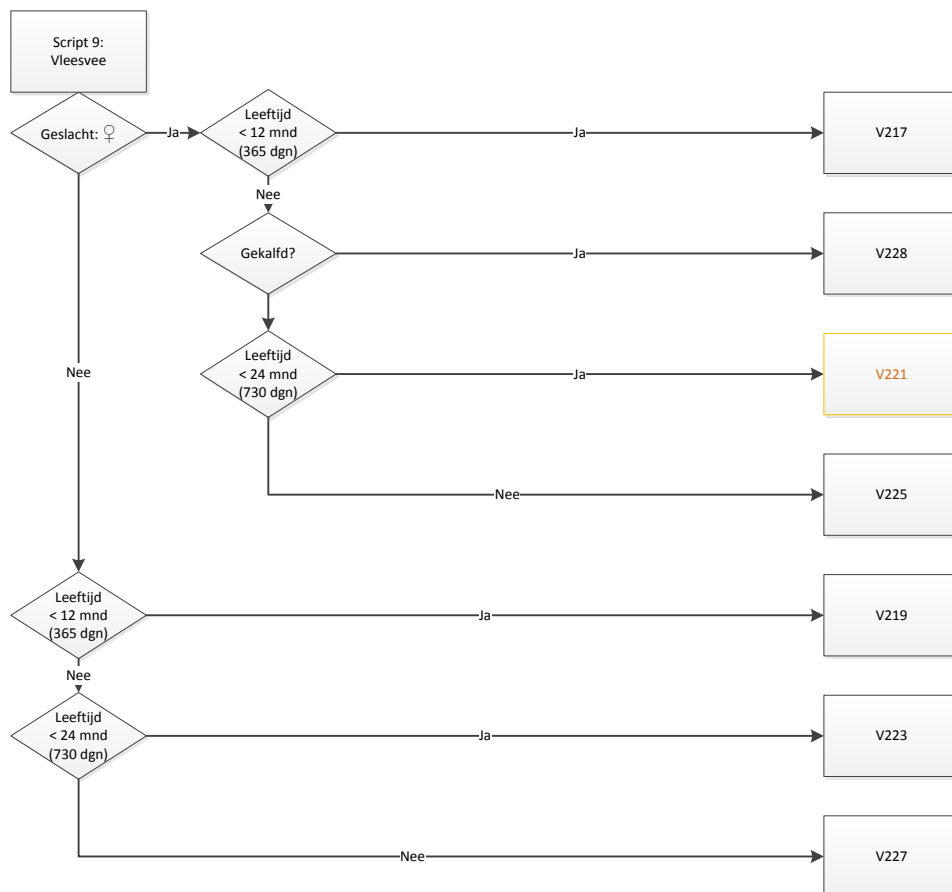 Script 9:
Vleesvee
Geslacht: ♀
Ja
Leeftijd
< 12 mnd
(365 dgn)
Ja
V217
Nee
Gekalfd?
Ja
V228
Leeftijd
< 24 mnd
(730 dgn)
Ja
V221
Nee
V225
Nee
Leeftijd
< 12 mnd
(365 dgn)
Ja
V219
Nee
Leeftijd
< 24 mnd
(730 dgn)
Ja
V223
Nee
V227